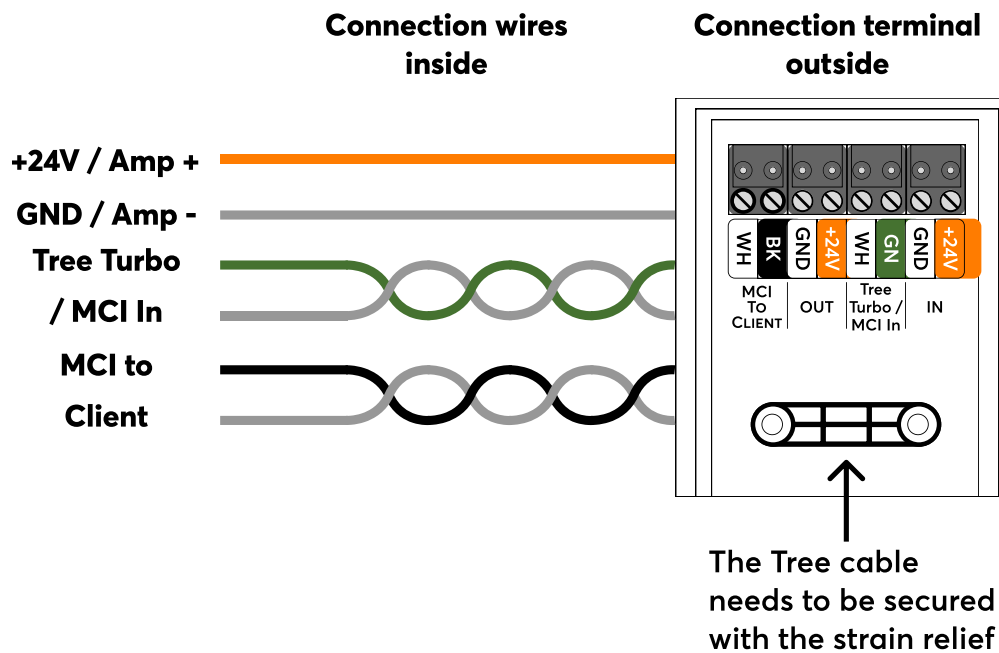 Connection wires
inside
Connection terminal
outside
+24V / Amp +
GND / Amp -
Tree Turbo
/ MCI In
MCI to
Client
WH
BK
GND
+24V
WH
GN
GND
+24V
MCI
To
CLIENT
OUT
Tree
Turbo /
MCI In
IN
The Tree cable
needs to be secured
with the strain relief